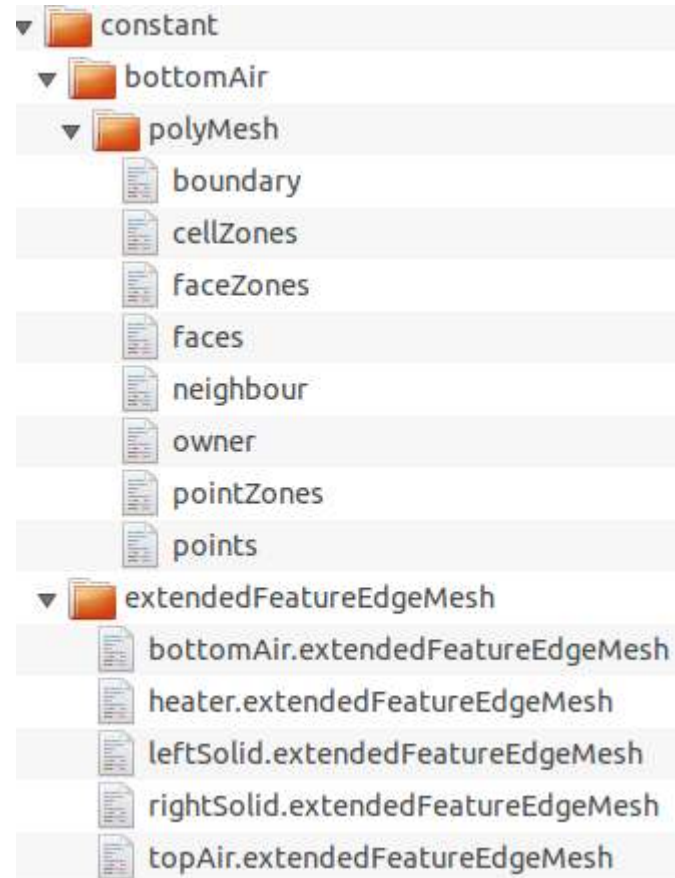 constant
bottomAir
polyMesh
boundary
cellZones
faceZones
faces
neighbour
owner
pointZones
points
extendedFeatureEdgeMesh
bottomAir.extendedFeatureEdgeMesh
heater.extendedFeatureEdgeMesh
leftSolid.extendedFeatureEdgeMesh
rightSolid.extendedFeatureEdgeMesh
topAir.extendedFeatureEdgeMesh